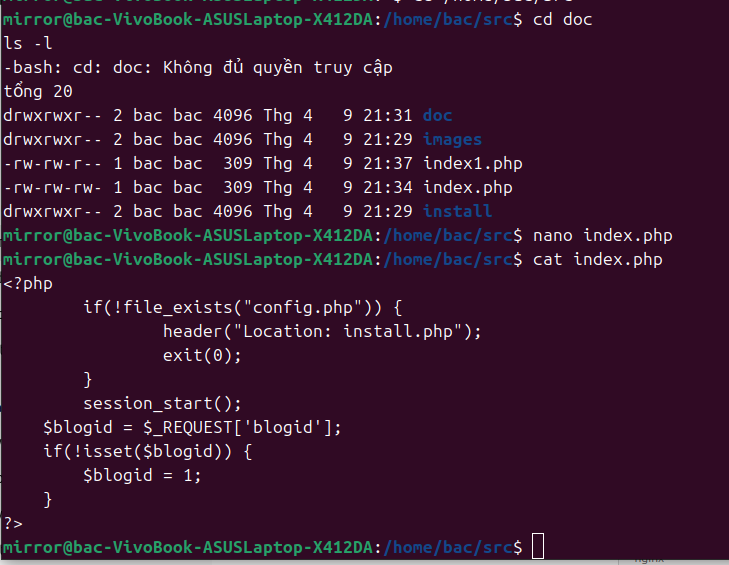 mirror@bac-VivoBook-ASUSLaptop-X412DA:/home/bac/src$ cd doc
ls -l
-bash: cd: doc: Không đủ quyền truy cập
tổng 20
drwxrwxr-- 2 bac bac 4096 Thg 4   9 21:31 doc
drwxrwxr-- 2 bac bac 4096 Thg 4   9 21:29 images
-rw-rw-r-- 1 bac bac  309 Thg 4   9 21:37 index1.php
-rw-rw-rw- 1 bac bac  309 Thg 4   9 21:34 index.php
drwxrwxr-- 2 bac bac 4096 Thg 4   9 21:29 install
mirror@bac-VivoBook-ASUSLaptop-X412DA:/home/bac/src$ nano index.php
mirror@bac-VivoBook-ASUSLaptop-X412DA:/home/bac/src$ cat index.php
<?php
        if(!file_exists("config.php")) {
                header("Location: install.php");
                exit(0);
        }
        session_start();
    $blogid = $_REQUEST['blogid'];
    if(!isset($blogid)) {
        $blogid = 1;
    }
?>
mirror@bac-VivoBook-ASUSLaptop-X412DA:/home/bac/src$